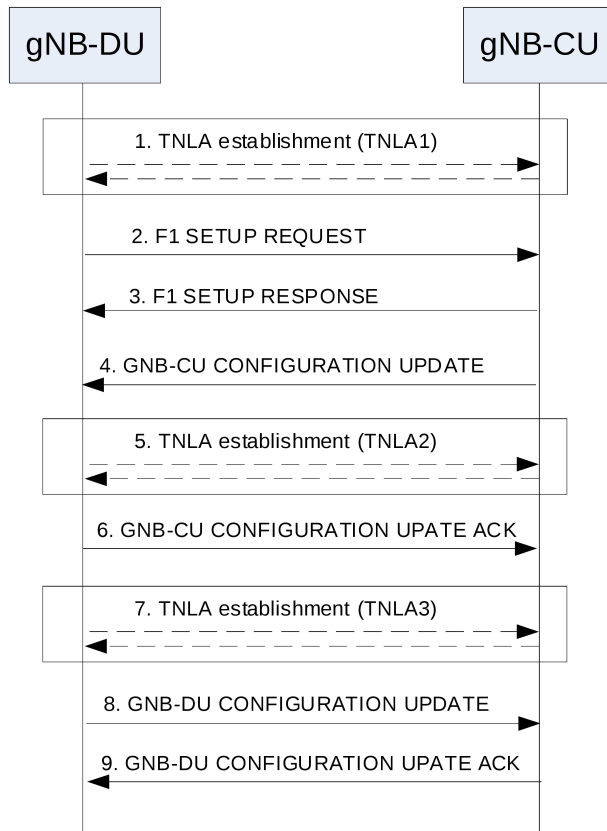 gNB-DU
gNB-CU
1. TNLA establishment (TNLA1)
2. F1 SETUP REQUEST
3. F1 SETUP RESPONSE
4. GNB-CU CONFIGURATION UPDATE
5. TNLA establishment (TNLA2)
6. GNB-CU CONFIGURATION UPATE ACK
7. TNLA establishment (TNLA3)
8. GNB-DU CONFIGURATION UPDATE
9. GNB-DU CONFIGURATION UPATE ACK